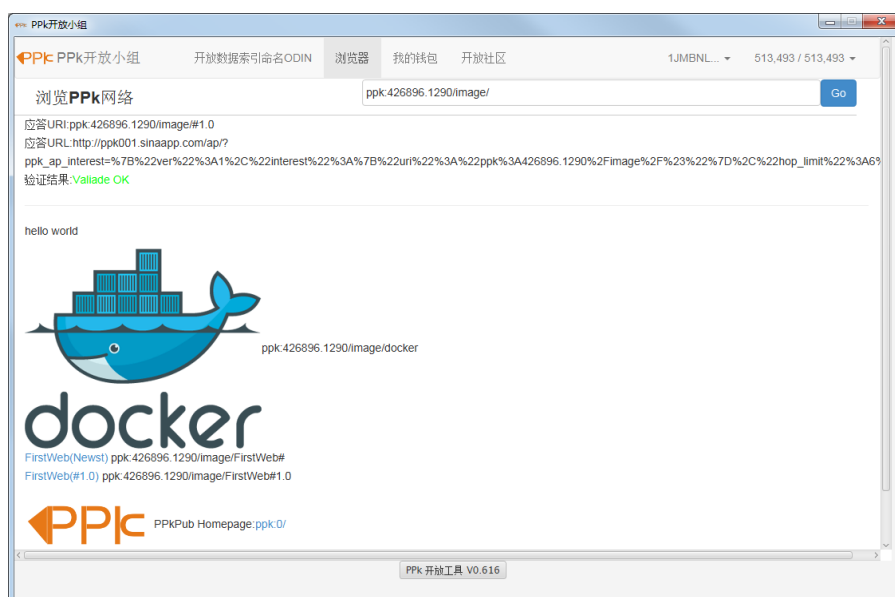 PPk开放小组
PPk PPk开放小组 开放数据索引命名ODIN 浏览器 我的钱包 开放社区 1JMBNL... 513,493 / 513,493
浏览PPk网络 ppk:426896.1290/image/ Go
应答URI:ppk:426896.1290/image/#1.0
应答URL:http://ppk001.sinaapp.com/ap/?
ppk_ap_interest=%7B%22ver%22%3A1%2C%22interest%22%3A%7B%22uri%22%3A%22ppk%3A426896.1290%2Fimage%2F%23%22%7D%2C%22hop_limit%22%3A6%
验证结果:Valiade OK
hello world
ppk:426896.1290/image/docker
docker
FirstWeb(Newst) ppk:426896.1290/image/FirstWeb#
FirstWeb(#1.0) ppk:426896.1290/image/FirstWeb#1.0
PPk PPkPub Homepage:ppk:0/
PPk 开放工具 V0.616